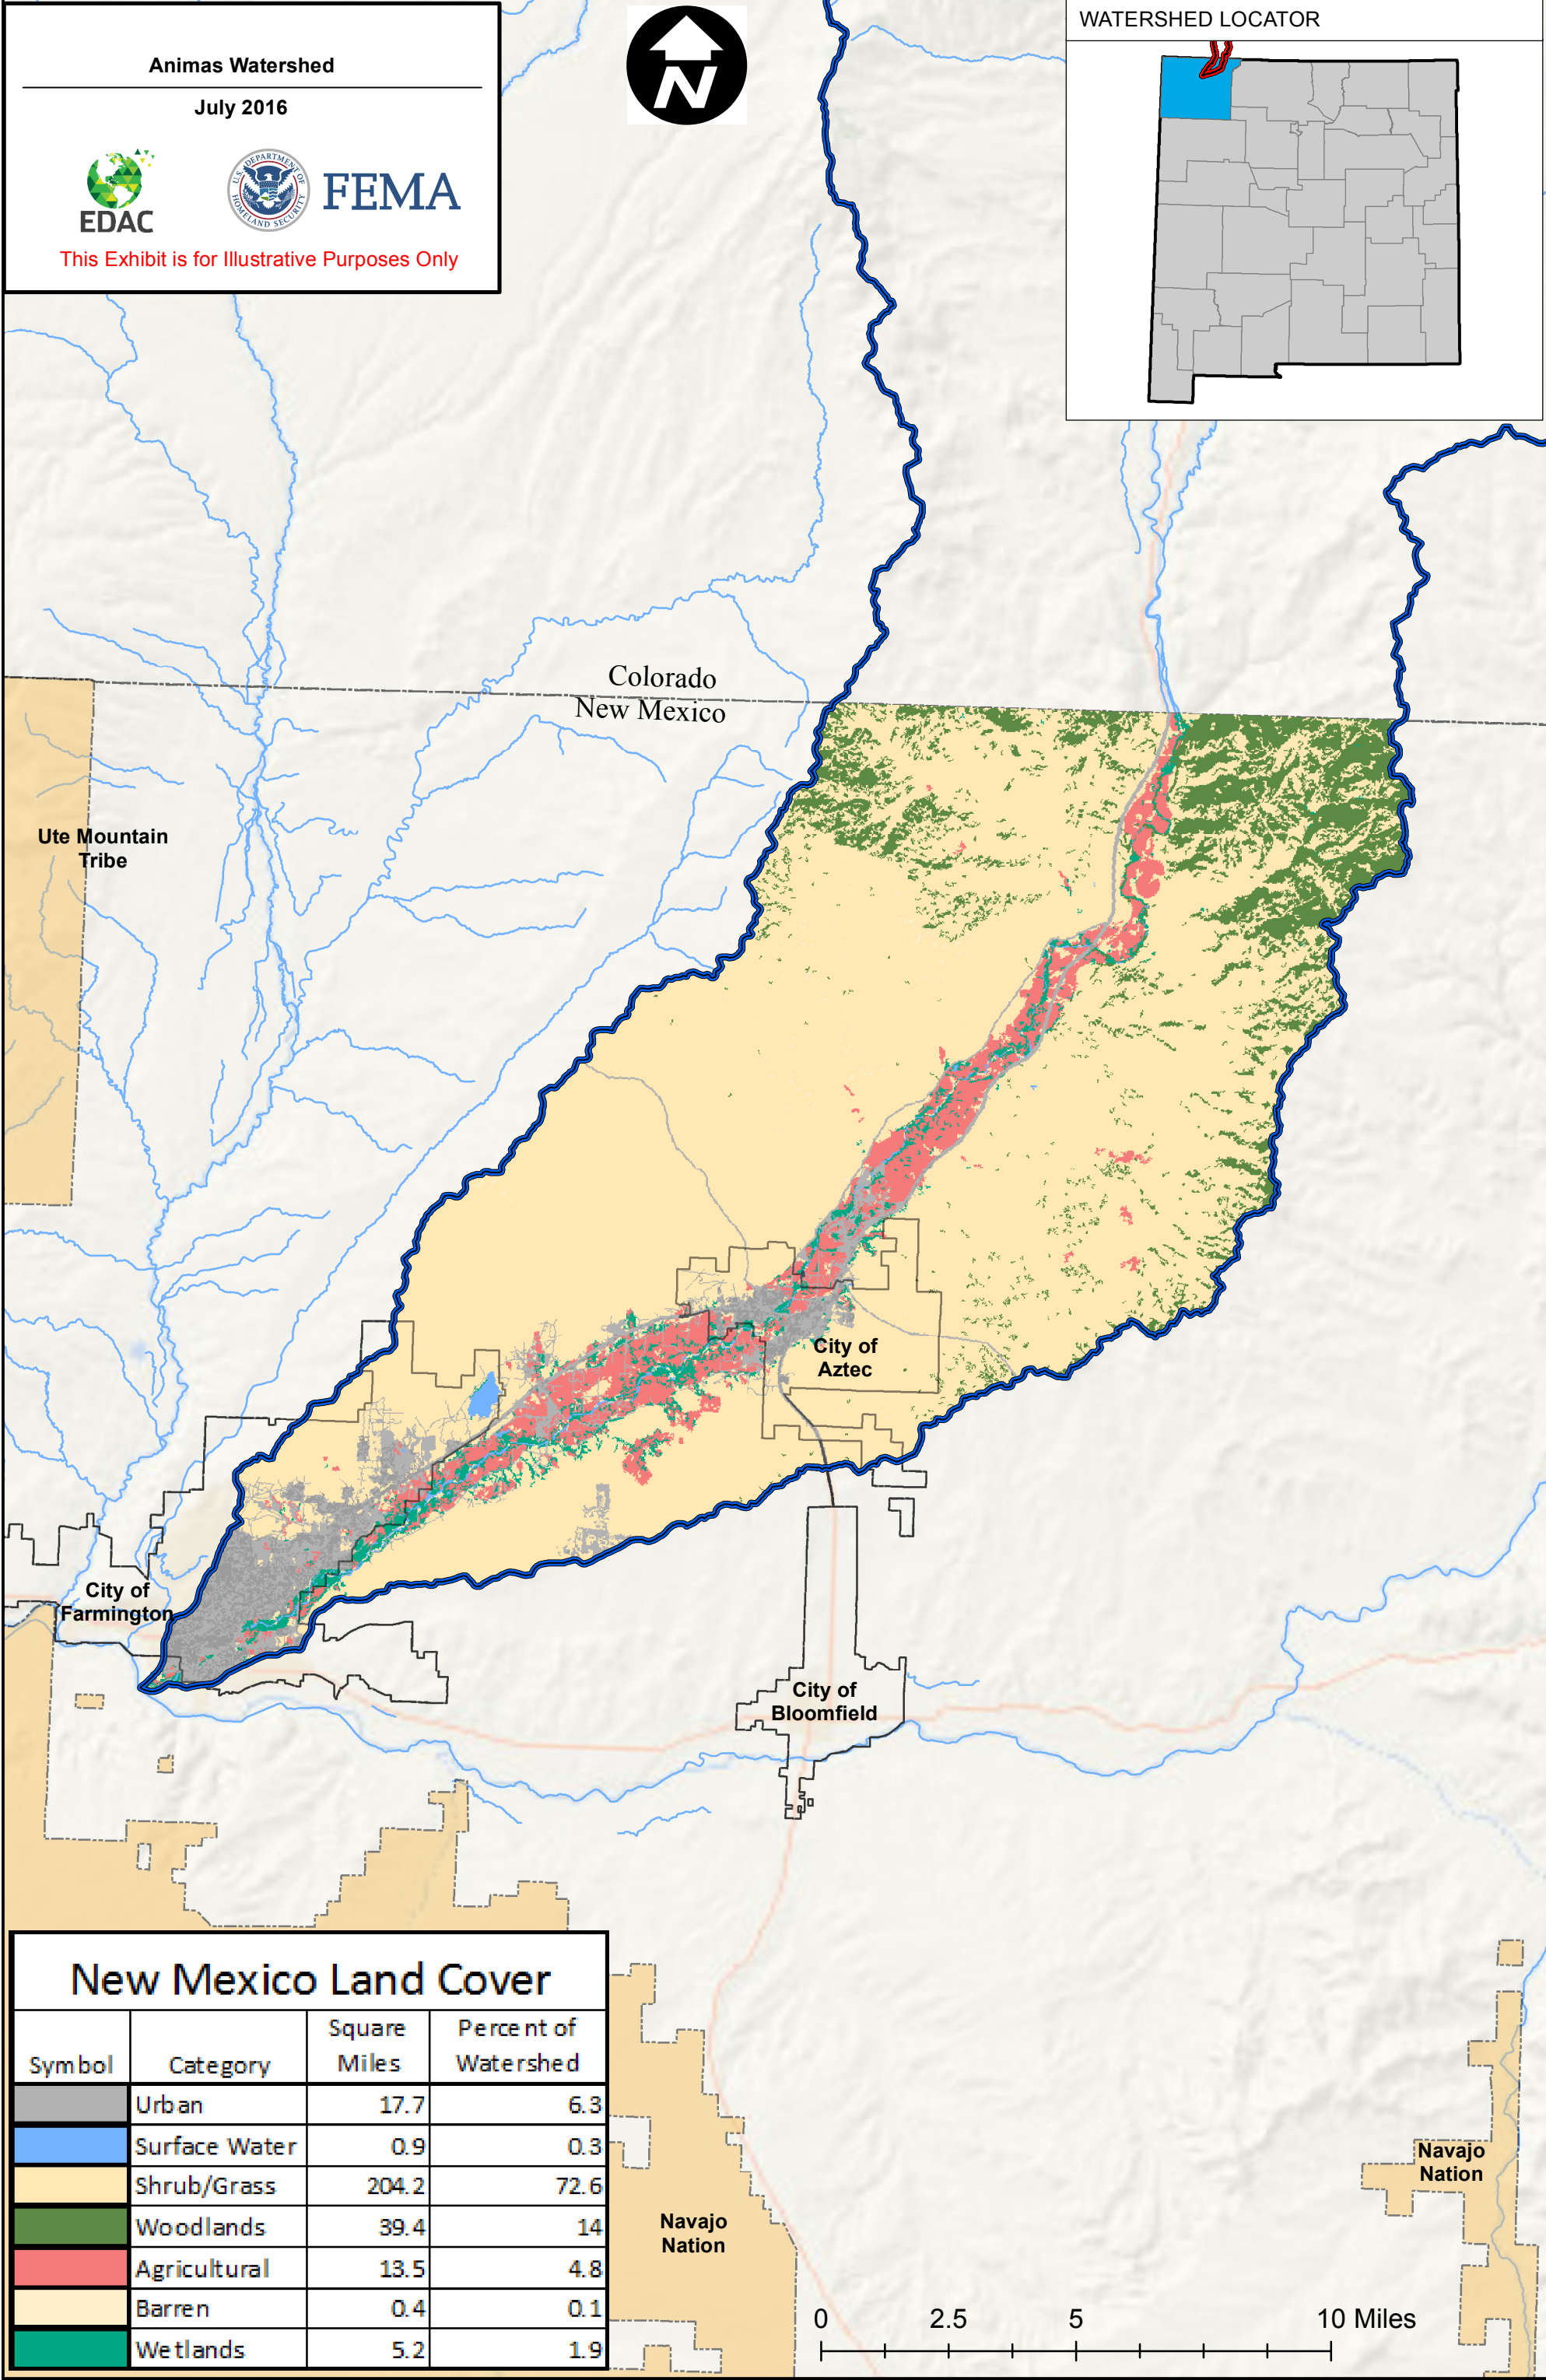 Animas Watershed
July 2016
EDAC
U.S. DEPARTMENT OF
HOMELAND SECURITY
FEMA
This Exhibit is for Illustrative Purposes Only
N
WATERSHED LOCATOR
Colorado
New Mexico
Ute Mountain
Tribe
City of
Aztec
City of
Farmington
City of
Bloomfield
New Mexico Land Cover
Symbol Category Square Miles Percent of Watershed
Urban 17.7 6.3
Surface Water 0.9 0.3
Shrub/Grass 204.2 72.6
Woodlands 39.4 14
Agricultural 13.5 4.8
Barren 0.4 0.1
Wetlands 5.2 1.9
Navajo
Nation
Navajo
Nation
0 2.5 5 10 Miles